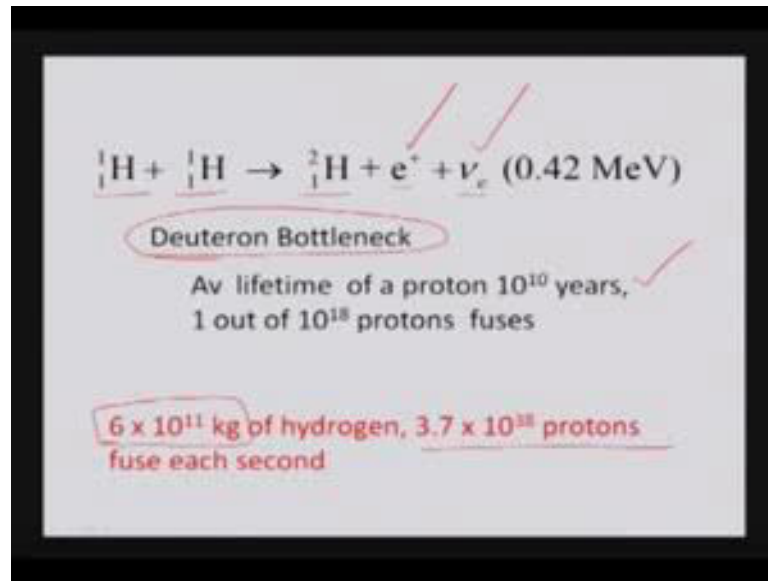 ¹₁H + ¹₁H → ²₁H + e⁺ + νₑ (0.42 MeV)
Deuteron Bottleneck
Av lifetime of a proton 10¹⁰ years,
1 out of 10¹⁸ protons fuses
6 x 10¹¹ kg of hydrogen, 3.7 x 10³⁸ protons
fuse each second